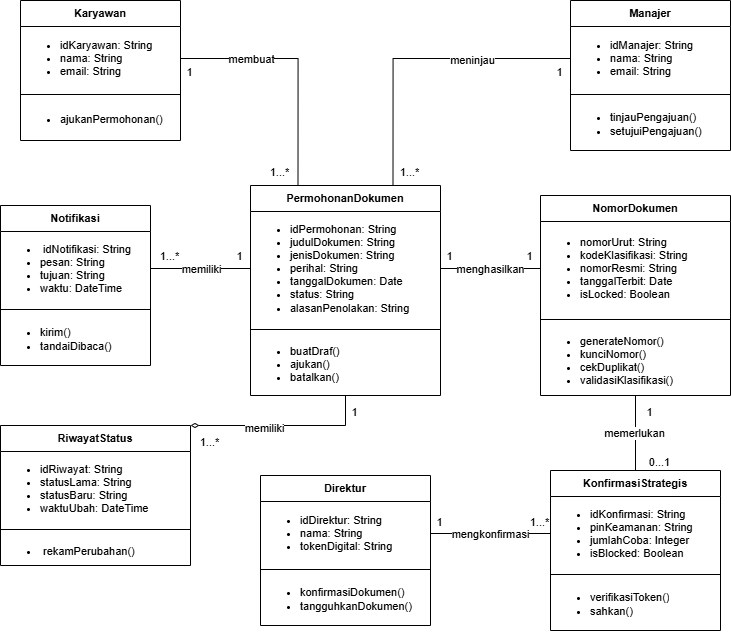 Karyawan
idKaryawan: String
nama: String
email: String
ajukanPermohonan()
Manajer
idManajer: String
nama: String
email: String
tinjauPengajuan()
setujuiPengajuan()
membuat
1
1...*
meninjau
1
1...*
PermohonanDokumen
idPermohonan: String
judulDokumen: String
jenisDokumen: String
perihal: String
tanggalDokumen: Date
status: String
alasanPenolakan: String
buatDraf()
ajukan()
batalkan()
Notifikasi
idNotifikasi: String
pesan: String
tujuan: String
waktu: DateTime
kirim()
tandaiDibaca()
1...*
memiliki
1
1
menghasilkan
1
NomorDokumen
nomorUrut: String
kodeKlasifikasi: String
nomorResmi: String
tanggalTerbit: Date
isLocked: Boolean
generateNomor()
kunciNomor()
cekDuplikat()
validasiKlasifikasi()
1
memiliki
1...*
RiwayatStatus
idRiwayat: String
statusLama: String
statusBaru: String
waktuUbah: DateTime
rekamPerubahan()
1
memerlukan
0...1
Direktur
idDirektur: String
nama: String
tokenDigital: String
konfirmasiDokumen()
tangguhkanDokumen()
1
mengkonfirmasi
1...*
KonfirmasiStrategis
idKonfirmasi: String
pinKeamanan: String
jumlahCoba: Integer
isBlocked: Boolean
verifikasiToken()
sahkan()